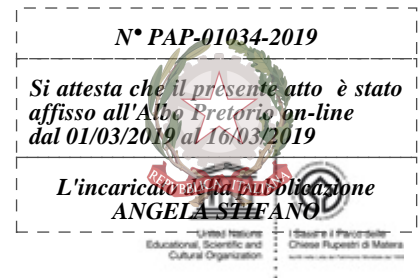 N° PAP-01034-2019
Si attesta che il presente atto è stato
affisso all'Albo Pretorio on-line
dal 01/03/2019 al 16/03/2019
L'incaricato della pubblicazione
ANGELA STIFANO
REPVBBLICA ITALIANA
United Nations
Educational, Scientific and
Cultural Organization
I Sassi e il Parco delle
Chiese Rupestri di Matera